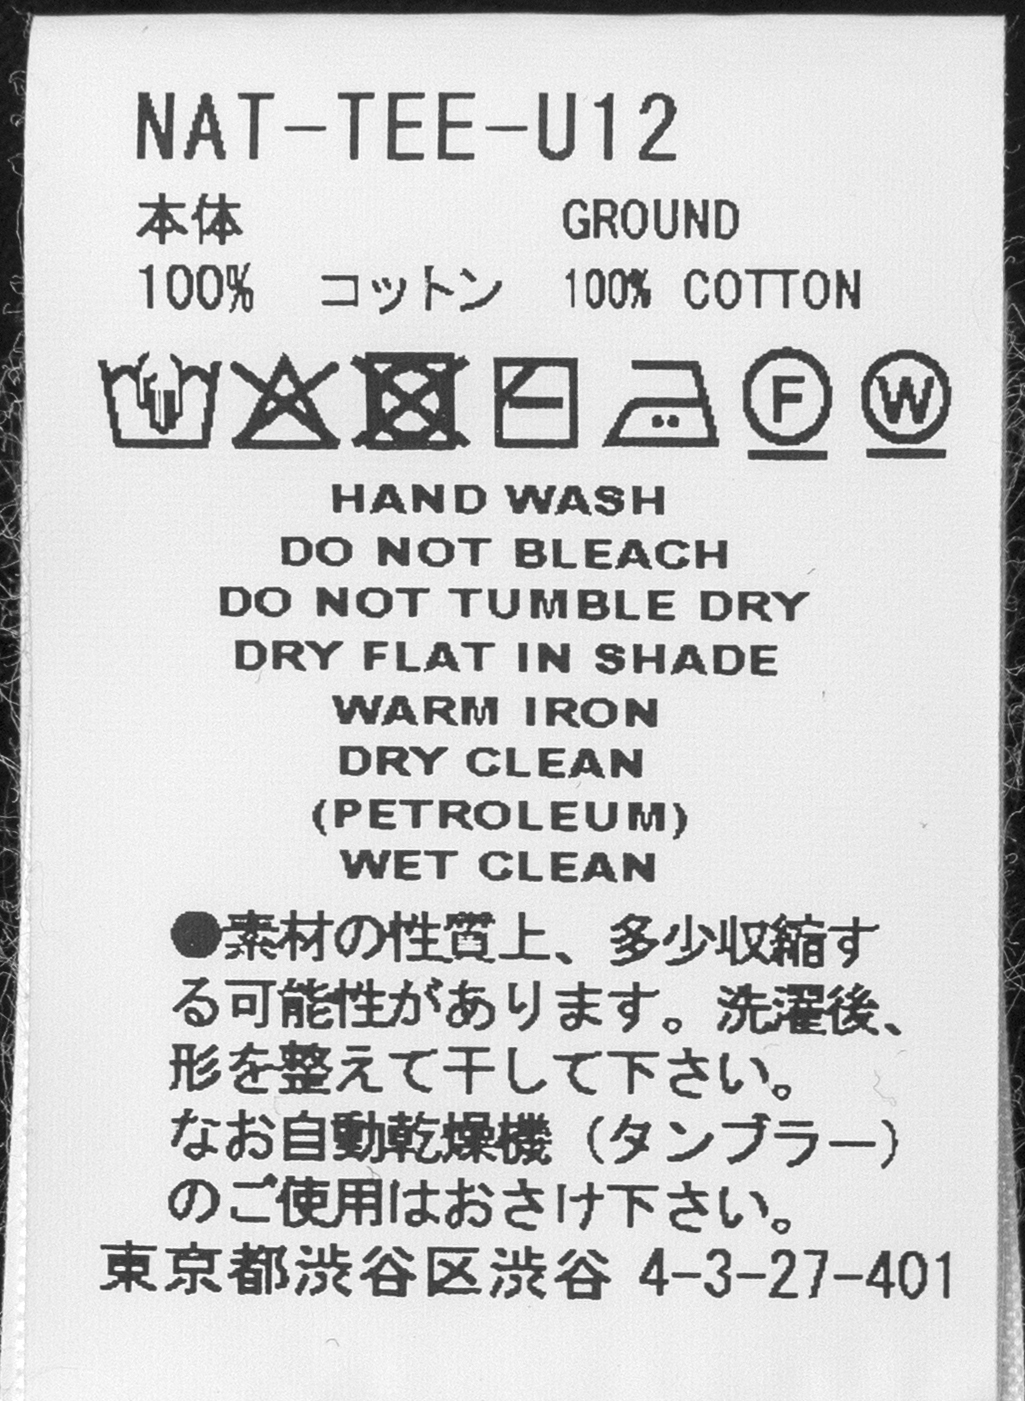 NAT-TEE-U12
本体 GROUND
100% コットン 100% COTTON
F W
HAND WASH
DO NOT BLEACH
DO NOT TUMBLE DRY
DRY FLAT IN SHADE
WARM IRON
DRY CLEAN
(PETROLEUM)
WET CLEAN
●素材の性質上、多少収縮す
る可能性があります。洗濯後、
形を整えて干して下さい。
なお自動乾燥機（タンブラー）
のご使用はおさけ下さい。
東京都渋谷区渋谷 4-3-27-401